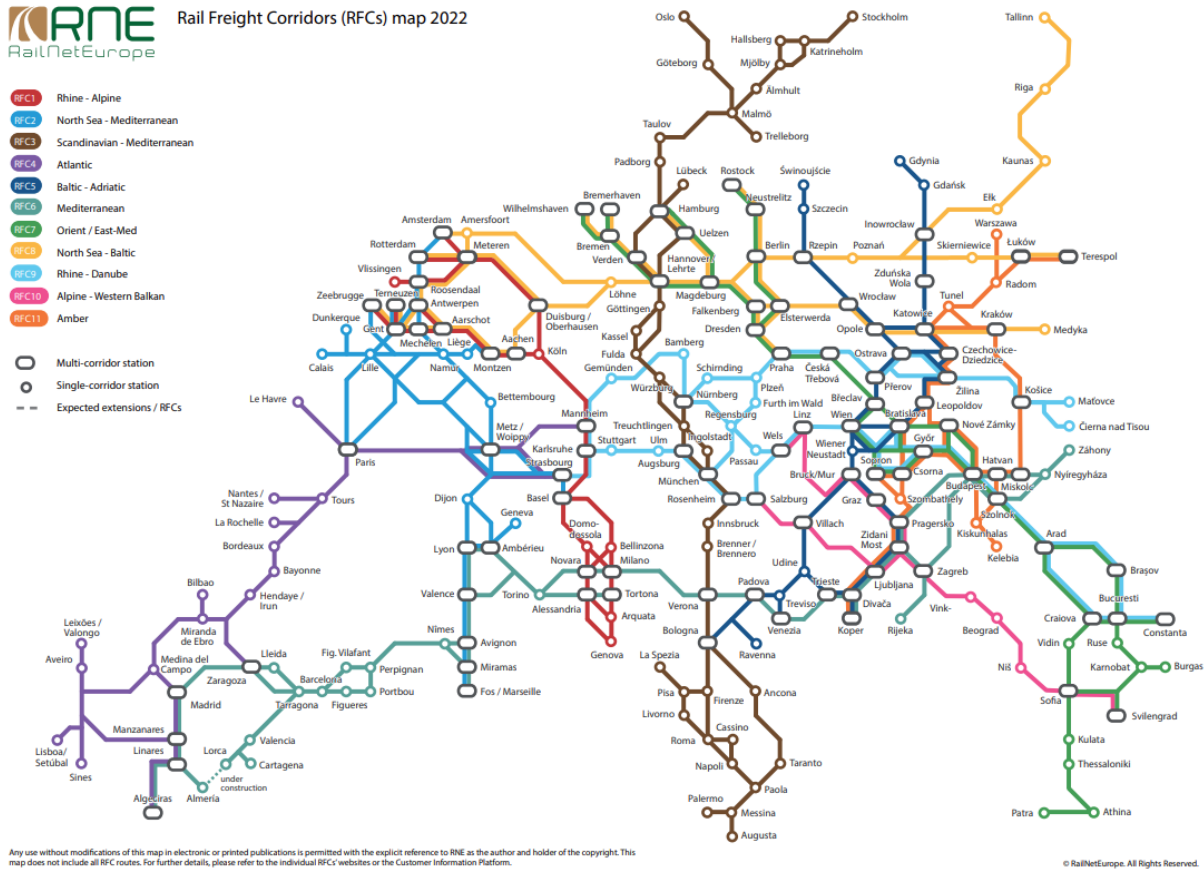 RNE
RailNetEurope
Rail Freight Corridors (RFCs) map 2022
RFC1 Rhine - Alpine
RFC2 North Sea - Mediterranean
RFC3 Scandinavian - Mediterranean
RFC4 Atlantic
RFC5 Baltic - Adriatic
RFC6 Mediterranean
RFC7 Orient / East-Med
RFC8 North Sea - Baltic
RFC9 Rhine - Danube
RFC10 Alpine - Western Balkan
RFC11 Amber
Multi-corridor station
Single-corridor station
Expected extensions / RFCs
Oslo
Stockholm
Tallinn
Hallsberg
Katrineholm
Göteborg
Mjölby
Älmhult
Riga
Malmö
Taulov
Trelleborg
Padborg
Gdynia
Kaunas
Lübeck
Rostock
Świnoujście
Gdańsk
Bremerhaven
Neustrelitz
Ełk
Wilhelmshaven
Hamburg
Szczecin
Inowrocław
Warszawa
Amsterdam
Amersfoort
Bremen
Uelzen
Rotterdam
Meteren
Verden
Hannover
Lehrte
Berlin
Rzepin
Poznań
Skierniewice
Łuków
Terespol
Vlissingen
Roosendaal
Terneuzen
Zduńska
Wola
Radom
Zeebrugge
Antwerpen
Löhne
Magdeburg
Göttingen
Falkenberg
Elsterwerda
Wrocław
Tunel
Dunkerque
Gent
Aarschot
Duisburg /
Oberhausen
Dresden
Opole
Katowice
Kraków
Medyka
Mechelen
Liège
Aachen
Kassel
Calais
Lille
Namur
Montzen
Köln
Fulda
Bamberg
Praha
Česká
Třebová
Ostrava
Czechowice-
Dziedzice
Gemünden
Schirnding
Würzburg
Nürnberg
Plzeń
Přerov
Žilina
Košice
Maťovce
Le Havre
Bettembourg
Furth im Wald
Břeclav
Leopoldov
Čierna nad Tisou
Mannheim
Treuchtlingen
Regensburg
Linz
Wien
Bratislava
Nové Zámky
Metz /
Woippy
Karlsruhe
Stuttgart
Ulm
Ingolstadt
Wels
Wiener
Neustadt
Győr
Záhony
Paris
Strasbourg
Augsburg
Passau
Sopron
Csorna
Hatvan
Nyíregyháza
München
Bruck/Mur
Budapest
Miskolc
Nantes /
St Nazaire
Tours
Dijon
Basel
Rosenheim
Salzburg
Graz
Szombathely
Szolnok
La Rochelle
Geneva
Domo-
dossola
Innsbruck
Villach
Pragersko
Kiskunhalas
Bordeaux
Lyon
Ambérieu
Bellinzona
Brenner /
Brennero
Zidani
Most
Kelebia
Arad
Novara
Milano
Udine
Bayonne
Ljubljana
Zagreb
Brașov
Bilbao
Valence
Torino
Alessandria
Tortona
Verona
Padova
Trieste
Divača
Hendaye /
Irun
Treviso
Vink-
Bucuresti
Arquata
Venezia
Koper
Rijeka
Beograd
Craiova
Constanta
Leixões /
Valongo
Miranda
de Ebro
Nîmes
Avignon
Genova
Bologna
Ravenna
Vidin
Ruse
Aveiro
Medina del
Campo
Lleida
Fig. Vilafant
Perpignan
Miramas
La Spezia
Niš
Karnobat
Burgas
Zaragoza
Barcelona
Portbou
Fos / Marseille
Pisa
Firenze
Ancona
Sofia
Madrid
Tarragona
Figueres
Livorno
Svilengrad
Manzanares
Cassino
Lisboa/
Setúbal
Linares
Lorca
Valencia
Roma
Kulata
Sines
Cartagena
Napoli
Taranto
Thessaloniki
under
construction
Algeciras
Almería
Paola
Palermo
Messina
Patra
Athina
Augusta
Any use without modifications of this map in electronic or printed publications is permitted with the explicit reference to RNE as the author and holder of the copyright. This
map does not include all RFC routes. For further details, please refer to the individual RFCs' websites or the Customer Information Platform.
© RailNetEurope. All Rights Reserved.